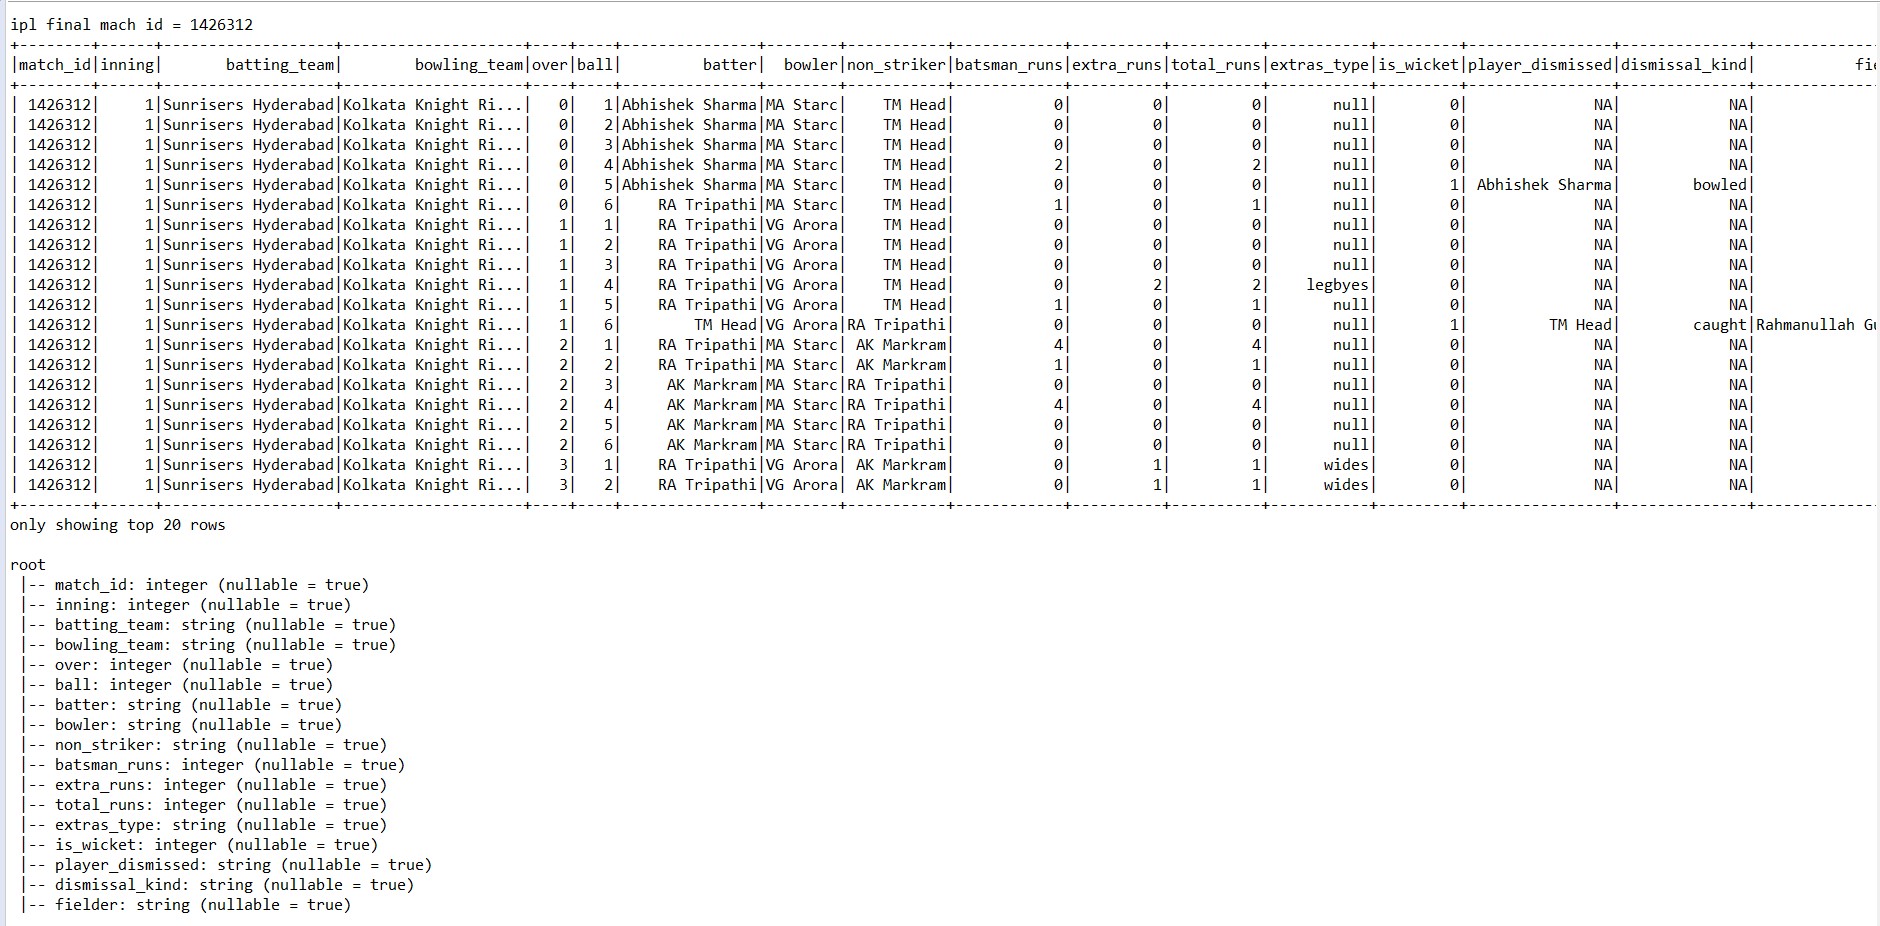 ipl final mach id = 1426312
+--------+------+-------------------+--------------------+----+----+---------------+--------+------------+------------+----------+----------+-----------+---------+----------------+--------------+--------------
|match_id|inning|       batting_team|        bowling_team|over|ball|         batter|  bowler|non_striker|batsman_runs|extra_runs|total_runs|extras_type|is_wicket|player_dismissed|dismissal_kind|           fie
+--------+------+-------------------+--------------------+----+----+---------------+--------+------------+------------+----------+----------+-----------+---------+----------------+--------------+--------------
| 1426312|     1|Sunrisers Hyderabad|Kolkata Knight Ri...|   0|   1|Abhishek Sharma|MA Starc|    TM Head|           0|         0|         0|       null|        0|              NA|            NA|
| 1426312|     1|Sunrisers Hyderabad|Kolkata Knight Ri...|   0|   2|Abhishek Sharma|MA Starc|    TM Head|           0|         0|         0|       null|        0|              NA|            NA|
| 1426312|     1|Sunrisers Hyderabad|Kolkata Knight Ri...|   0|   3|Abhishek Sharma|MA Starc|    TM Head|           0|         0|         0|       null|        0|              NA|            NA|
| 1426312|     1|Sunrisers Hyderabad|Kolkata Knight Ri...|   0|   4|Abhishek Sharma|MA Starc|    TM Head|           2|         0|         2|       null|        0|              NA|            NA|
| 1426312|     1|Sunrisers Hyderabad|Kolkata Knight Ri...|   0|   5|Abhishek Sharma|MA Starc|    TM Head|           0|         0|         0|       null|        1| Abhishek Sharma|        bowled|
| 1426312|     1|Sunrisers Hyderabad|Kolkata Knight Ri...|   0|   6|    RA Tripathi|MA Starc|    TM Head|           1|         0|         1|       null|        0|              NA|            NA|
| 1426312|     1|Sunrisers Hyderabad|Kolkata Knight Ri...|   1|   1|    RA Tripathi|VG Arora|    TM Head|           0|         0|         0|       null|        0|              NA|            NA|
| 1426312|     1|Sunrisers Hyderabad|Kolkata Knight Ri...|   1|   2|    RA Tripathi|VG Arora|    TM Head|           0|         0|         0|       null|        0|              NA|            NA|
| 1426312|     1|Sunrisers Hyderabad|Kolkata Knight Ri...|   1|   3|    RA Tripathi|VG Arora|    TM Head|           0|         0|         0|       null|        0|              NA|            NA|
| 1426312|     1|Sunrisers Hyderabad|Kolkata Knight Ri...|   1|   4|    RA Tripathi|VG Arora|    TM Head|           0|         2|         2|    legbyes|        0|              NA|            NA|
| 1426312|     1|Sunrisers Hyderabad|Kolkata Knight Ri...|   1|   5|    RA Tripathi|VG Arora|    TM Head|           1|         0|         1|       null|        0|              NA|            NA|
| 1426312|     1|Sunrisers Hyderabad|Kolkata Knight Ri...|   1|   6|        TM Head|VG Arora|RA Tripathi|           0|         0|         0|       null|        1|         TM Head|        caught|Rahmanullah Gu
| 1426312|     1|Sunrisers Hyderabad|Kolkata Knight Ri...|   2|   1|    RA Tripathi|MA Starc| AK Markram|           4|         0|         4|       null|        0|              NA|            NA|
| 1426312|     1|Sunrisers Hyderabad|Kolkata Knight Ri...|   2|   2|    RA Tripathi|MA Starc| AK Markram|           1|         0|         1|       null|        0|              NA|            NA|
| 1426312|     1|Sunrisers Hyderabad|Kolkata Knight Ri...|   2|   3|     AK Markram|MA Starc|RA Tripathi|           0|         0|         0|       null|        0|              NA|            NA|
| 1426312|     1|Sunrisers Hyderabad|Kolkata Knight Ri...|   2|   4|     AK Markram|MA Starc|RA Tripathi|           4|         0|         4|       null|        0|              NA|            NA|
| 1426312|     1|Sunrisers Hyderabad|Kolkata Knight Ri...|   2|   5|     AK Markram|MA Starc|RA Tripathi|           0|         0|         0|       null|        0|              NA|            NA|
| 1426312|     1|Sunrisers Hyderabad|Kolkata Knight Ri...|   2|   6|     AK Markram|MA Starc|RA Tripathi|           0|         0|         0|       null|        0|              NA|            NA|
| 1426312|     1|Sunrisers Hyderabad|Kolkata Knight Ri...|   3|   1|    RA Tripathi|VG Arora| AK Markram|           0|         1|         1|      wides|        0|              NA|            NA|
| 1426312|     1|Sunrisers Hyderabad|Kolkata Knight Ri...|   3|   2|    RA Tripathi|VG Arora| AK Markram|           0|         1|         1|      wides|        0|              NA|            NA|
+--------+------+-------------------+--------------------+----+----+---------------+--------+------------+------------+----------+----------+-----------+---------+----------------+--------------+--------------
only showing top 20 rows
root
 |-- match_id: integer (nullable = true)
 |-- inning: integer (nullable = true)
 |-- batting_team: string (nullable = true)
 |-- bowling_team: string (nullable = true)
 |-- over: integer (nullable = true)
 |-- ball: integer (nullable = true)
 |-- batter: string (nullable = true)
 |-- bowler: string (nullable = true)
 |-- non_striker: string (nullable = true)
 |-- batsman_runs: integer (nullable = true)
 |-- extra_runs: integer (nullable = true)
 |-- total_runs: integer (nullable = true)
 |-- extras_type: string (nullable = true)
 |-- is_wicket: integer (nullable = true)
 |-- player_dismissed: string (nullable = true)
 |-- dismissal_kind: string (nullable = true)
 |-- fielder: string (nullable = true)